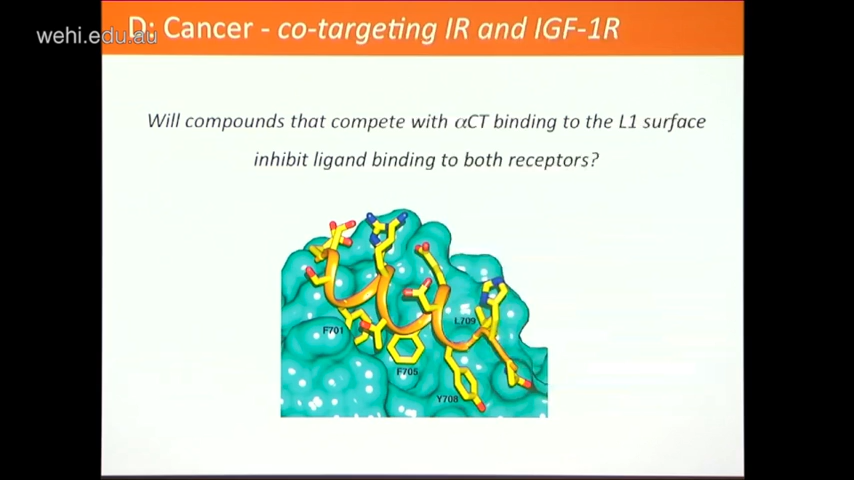 wehi.edu.au
D: Cancer - co-targeting IR and IGF-1R
Will compounds that compete with αCT binding to the L1 surface
inhibit ligand binding to both receptors?
F701
L709
F705
Y708